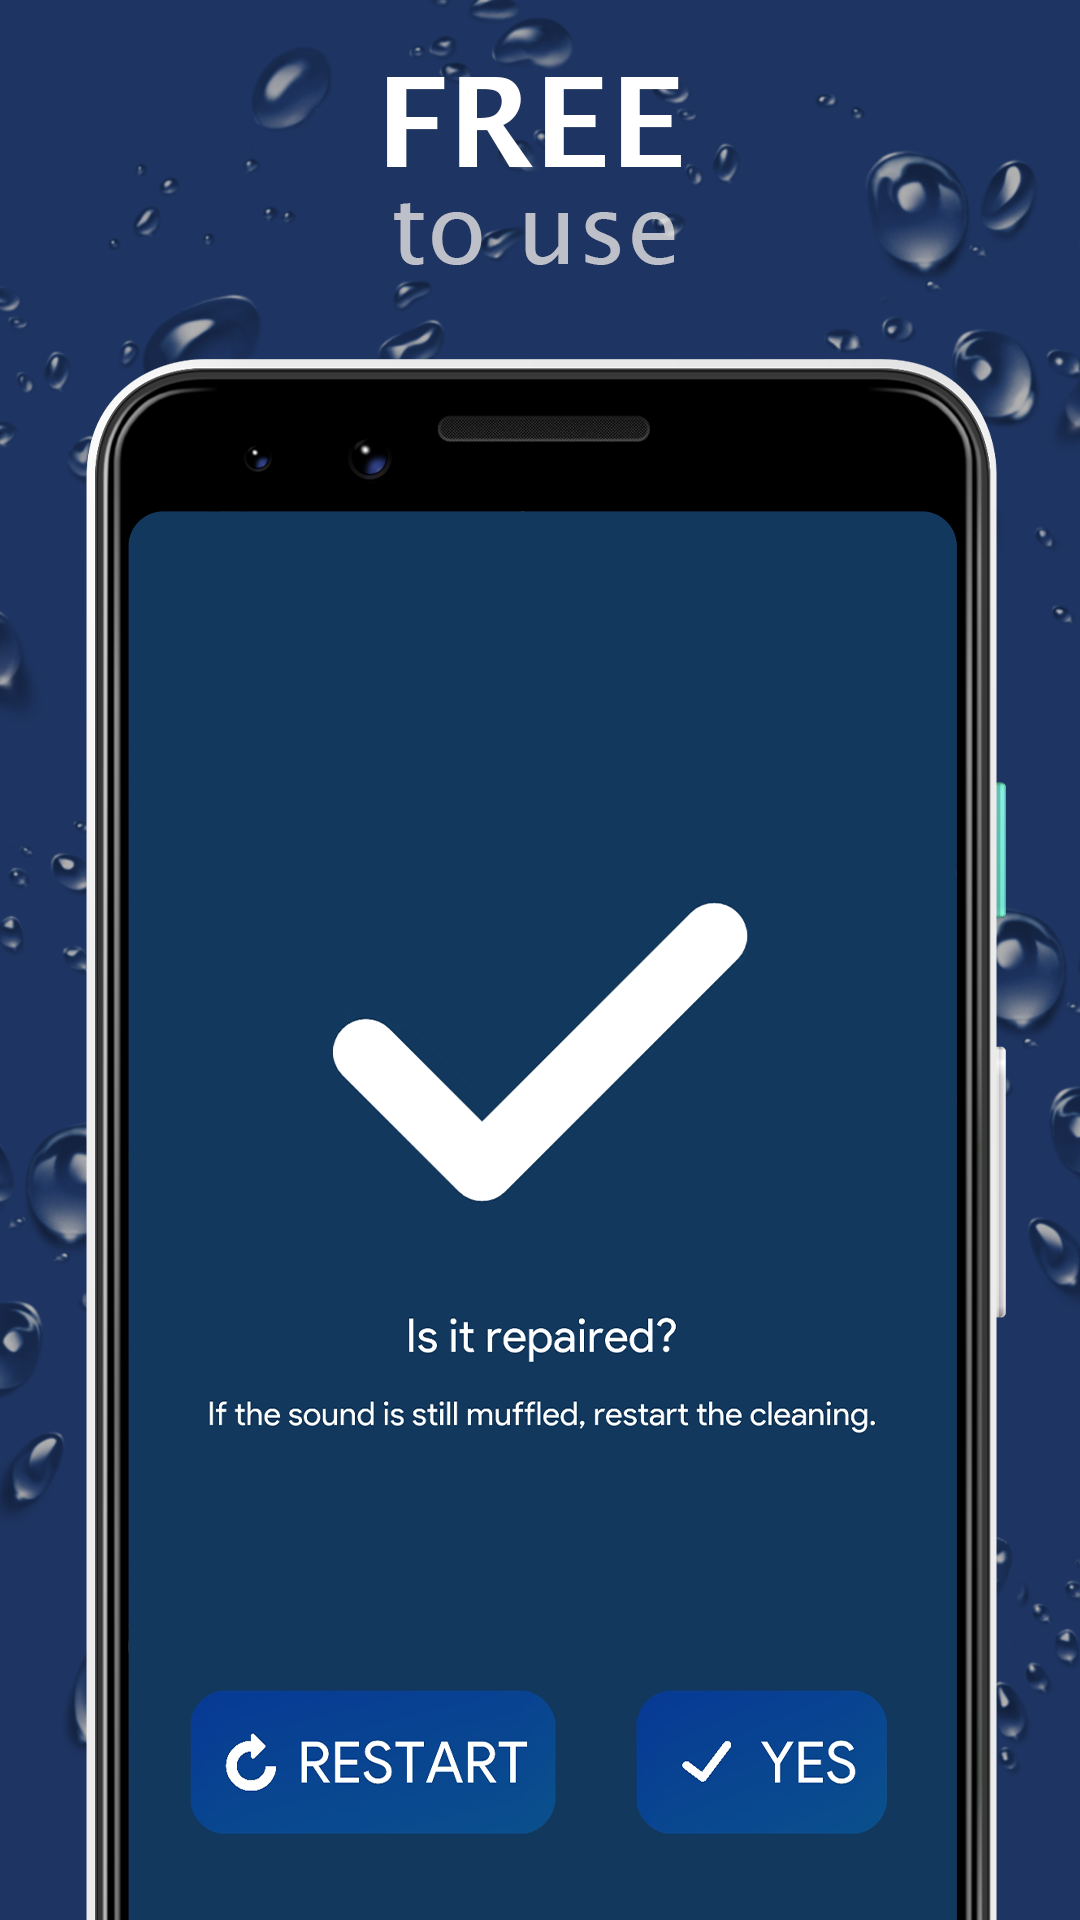 FREE
to use
Is it repaired?
If the sound is still muffled, restart the cleaning.
RESTART
YES